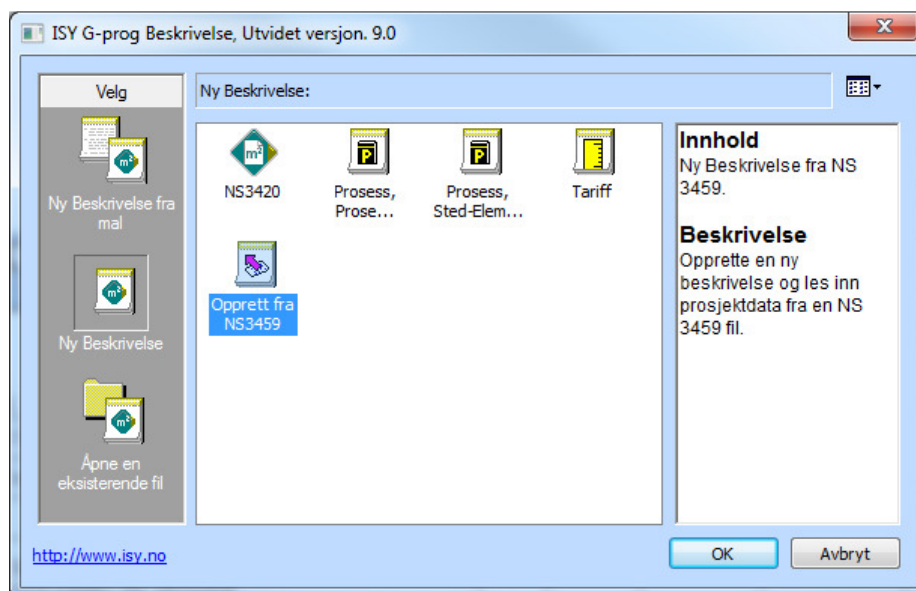 ISY G-prog Beskrivelse, Utvidet versjon. 9.0
Velg
Ny Beskrivelse fra
mal
Ny Beskrivelse
Åpne en
eksisterende fil
Ny Beskrivelse:
m²
NS3420
P
Prosess,
Prose...
P
Prosess,
Sted-Elem...
Tariff
Opprett fra
NS3459
Innhold
Ny Beskrivelse fra NS
3459.
Beskrivelse
Opprette en ny
beskrivelse og les inn
prosjektdata fra en NS
3459 fil.
http://www.isy.no
OK
Avbryt